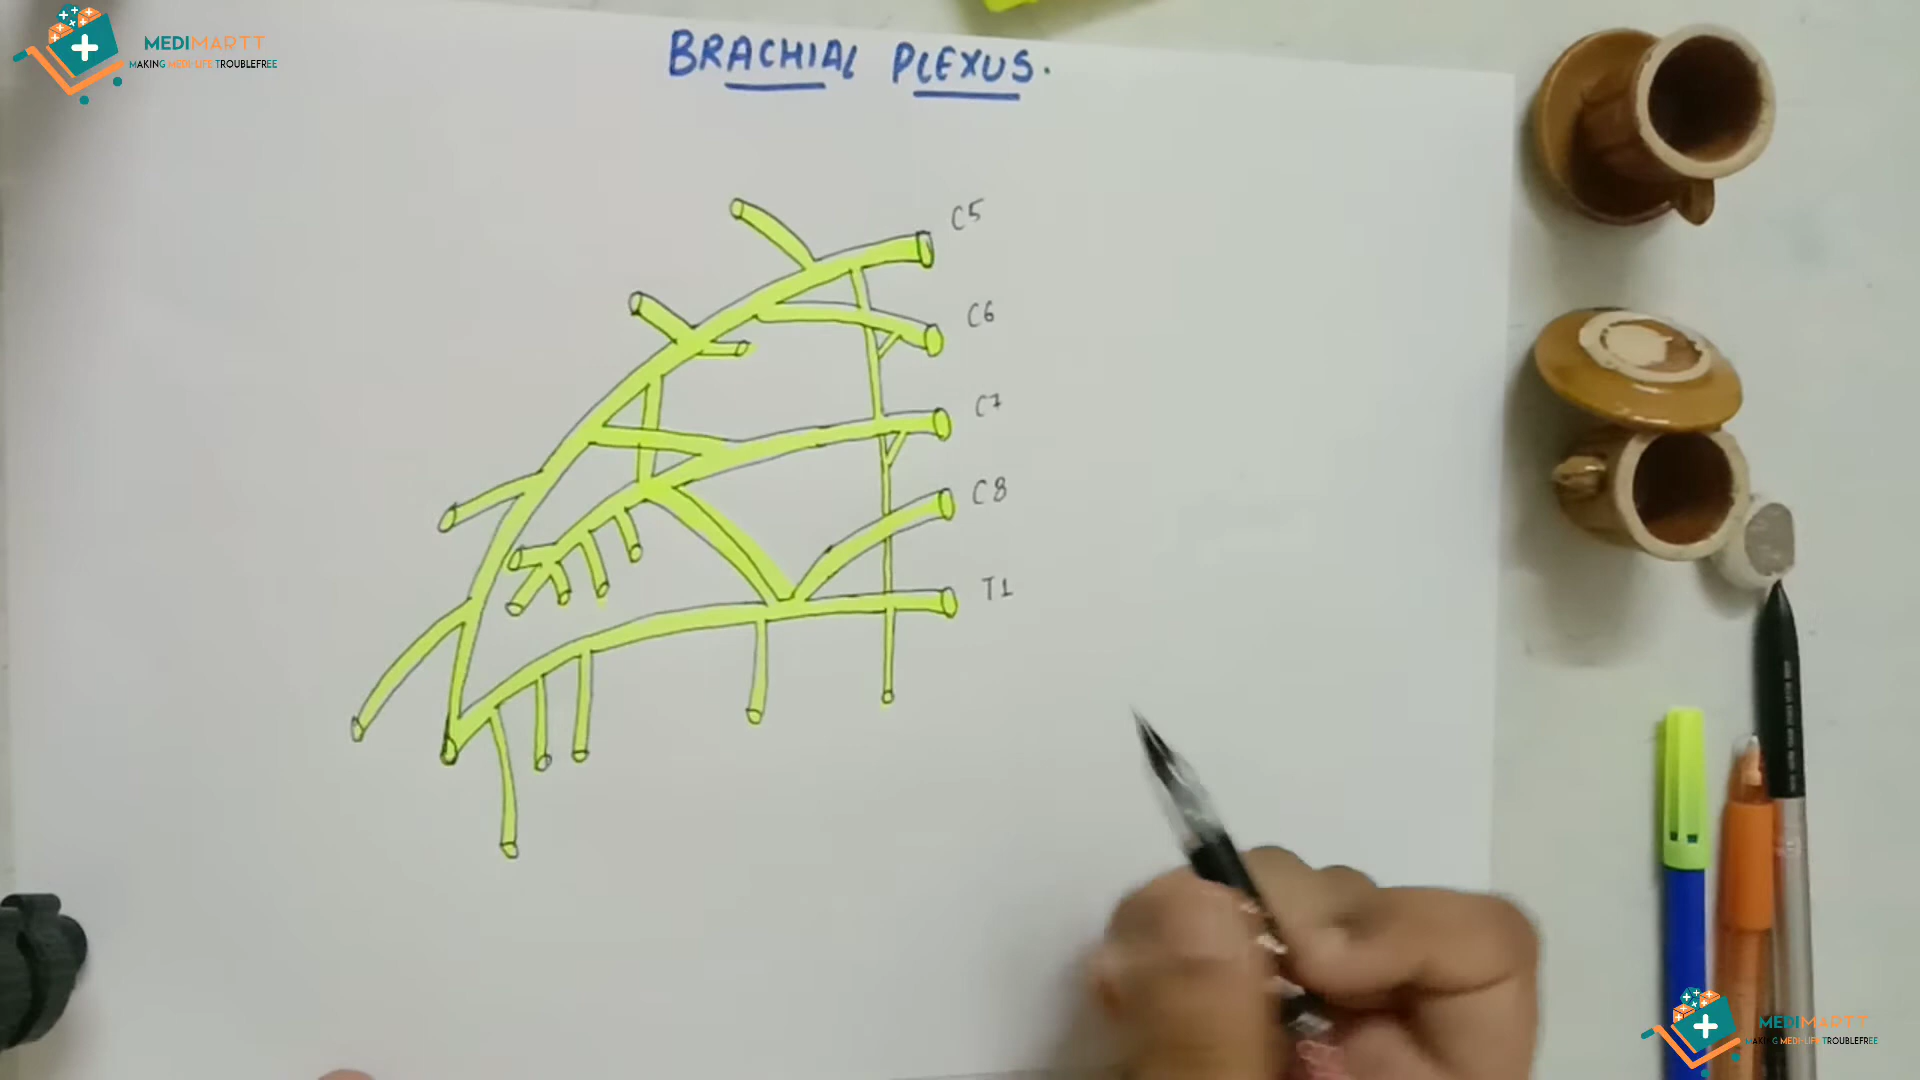 MEDIMARTT
MAKING MEDI-LIFE TROUBLEFREE
BRACHIAL PLEXUS.
C5
C6
C7
C8
T1
MEDIMARTT
MAKING MEDI-LIFE TROUBLEFREE